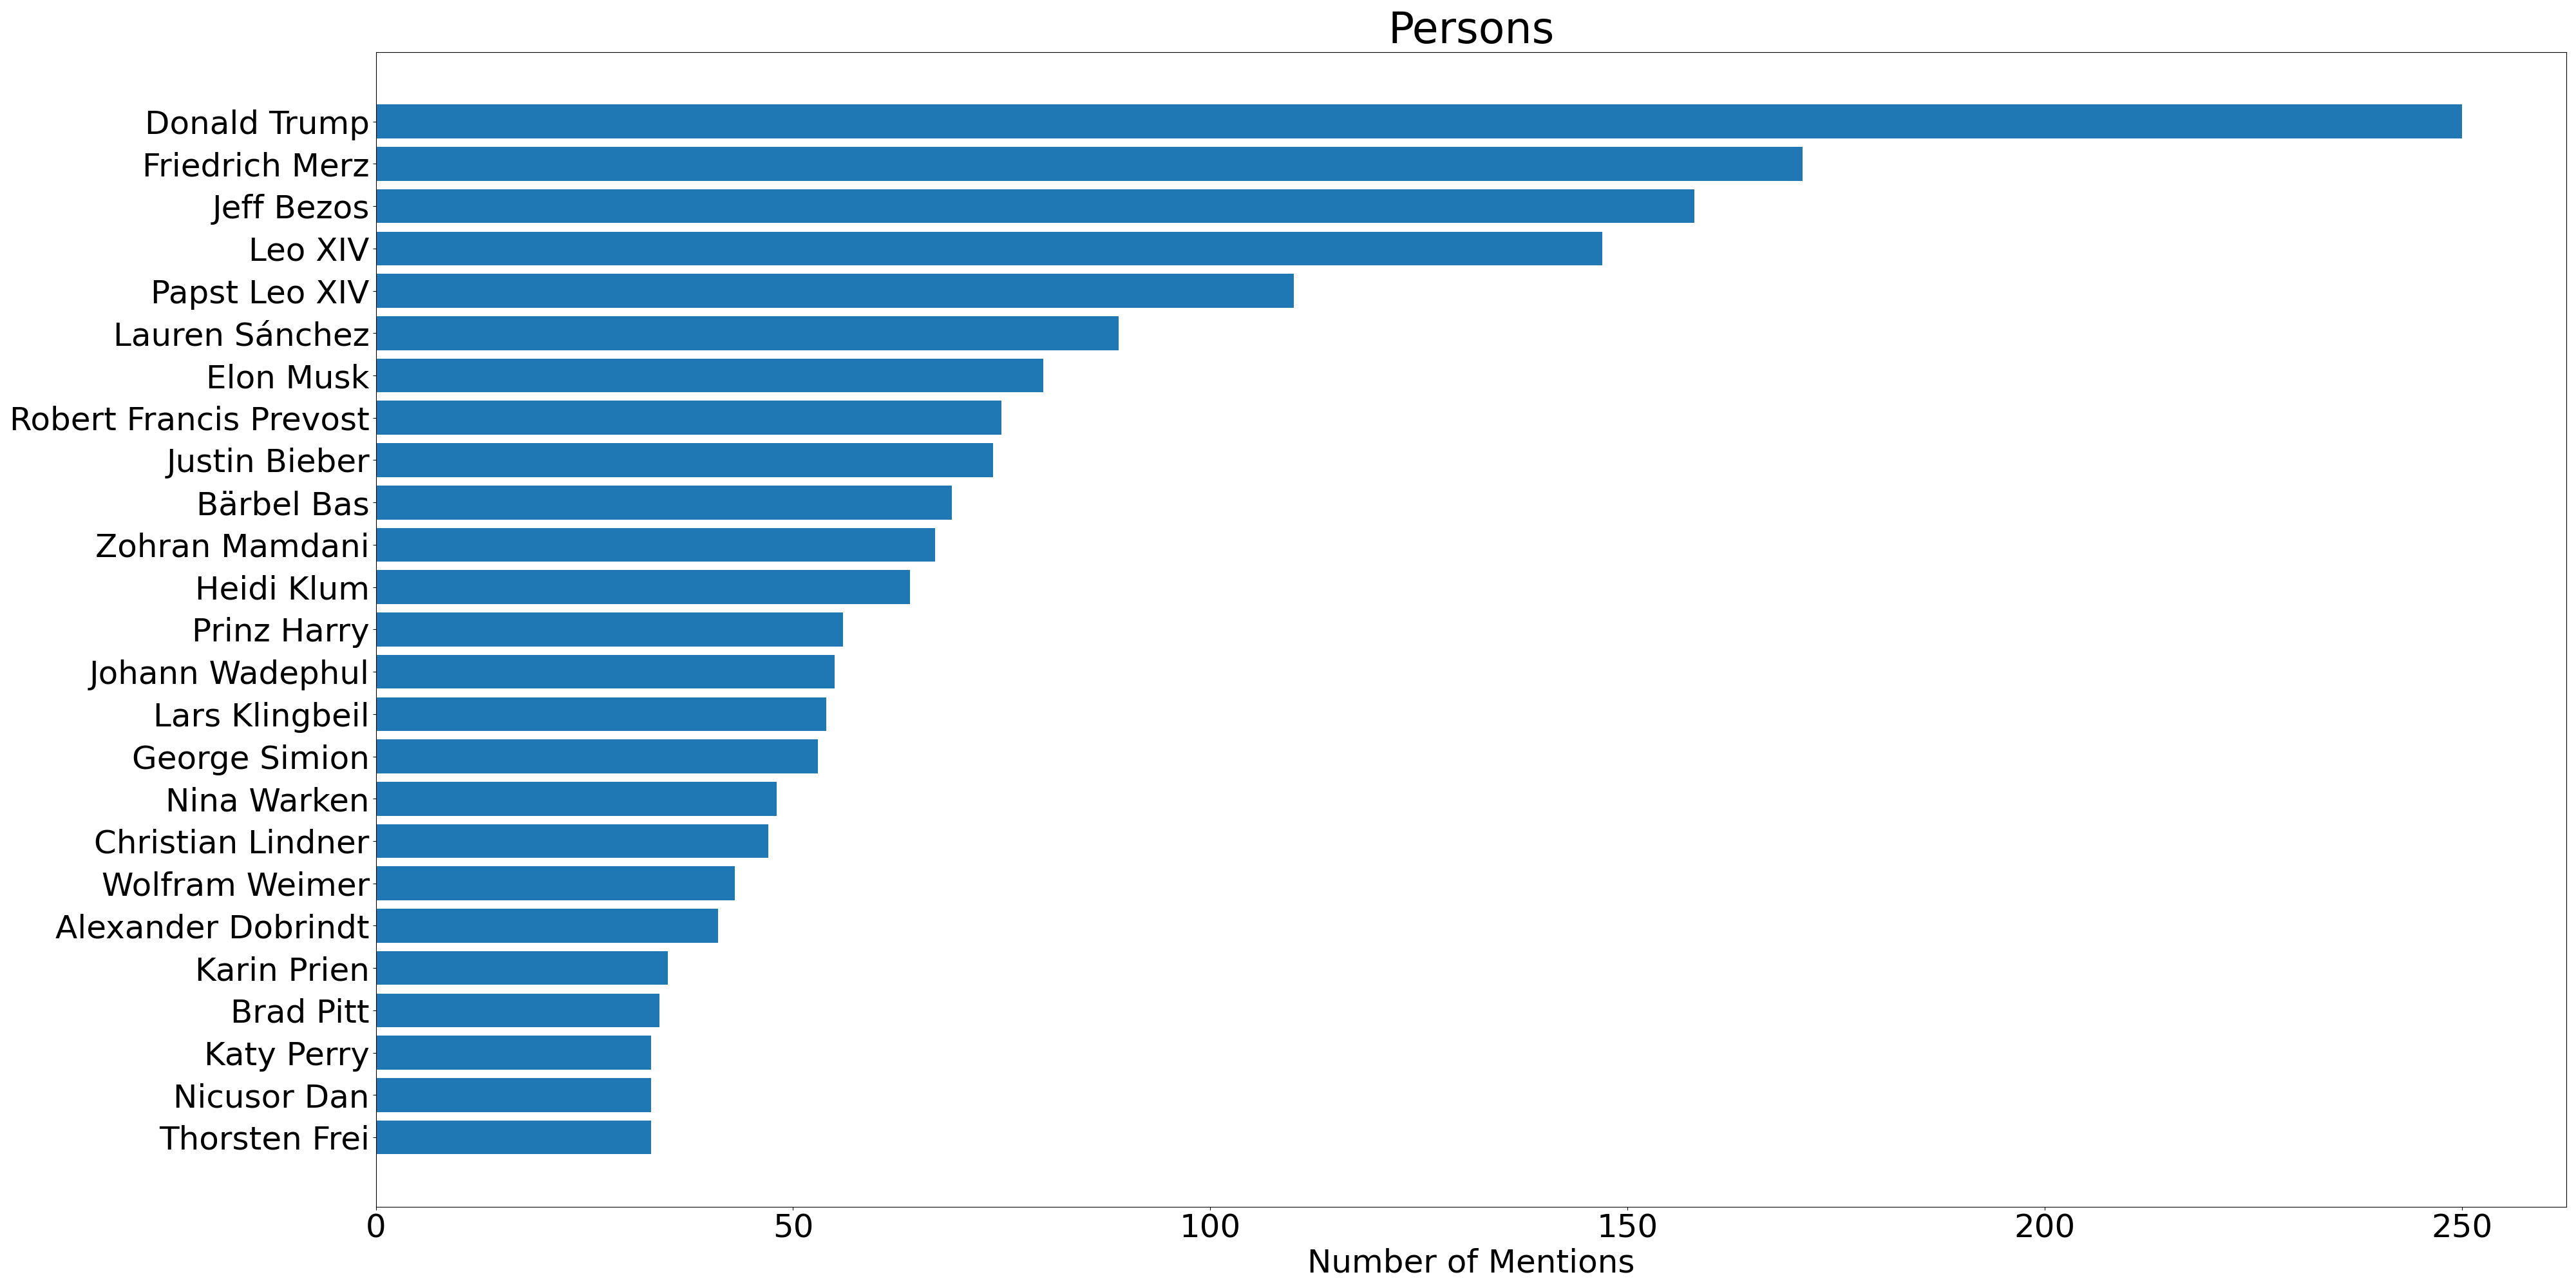 Persons
Donald Trump
Friedrich Merz
Jeff Bezos
Leo XIV
Papst Leo XIV
Lauren Sánchez
Elon Musk
Robert Francis Prevost
Justin Bieber
Bärbel Bas
Zohran Mamdani
Heidi Klum
Prinz Harry
Johann Wadephul
Lars Klingbeil
George Simion
Nina Warken
Christian Lindner
Wolfram Weimer
Alexander Dobrindt
Karin Prien
Brad Pitt
Katy Perry
Nicusor Dan
Thorsten Frei
0 50 100 150 200 250
Number of Mentions